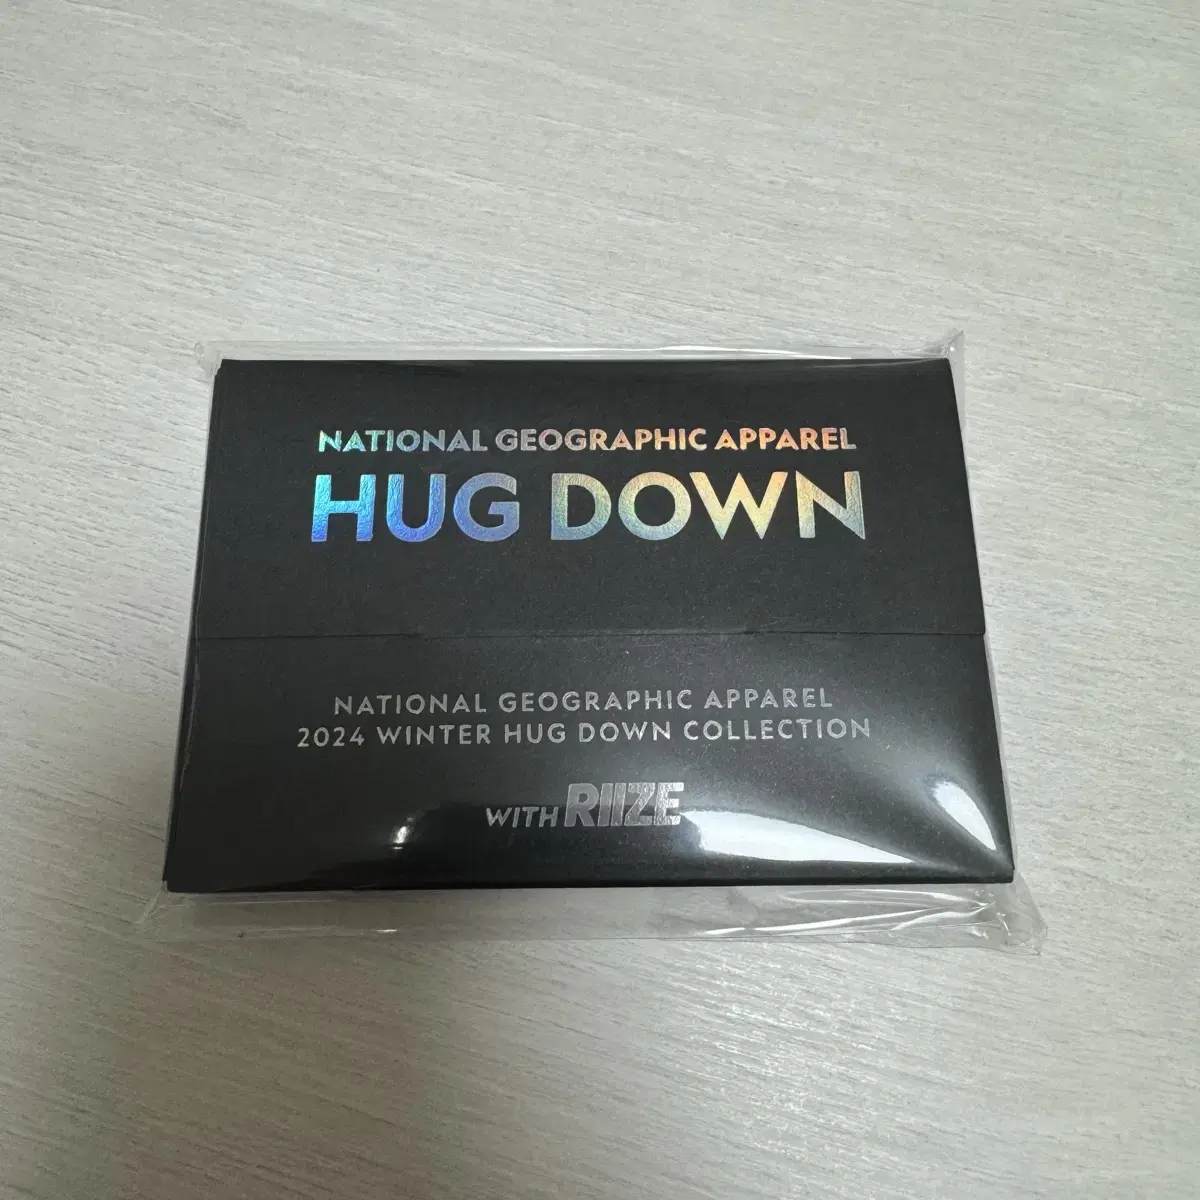 NATIONAL GEOGRAPHIC APPAREL
HUG DOWN
NATIONAL GEOGRAPHIC APPAREL
2024 WINTER HUG DOWN COLLECTION
WITH RIIZE